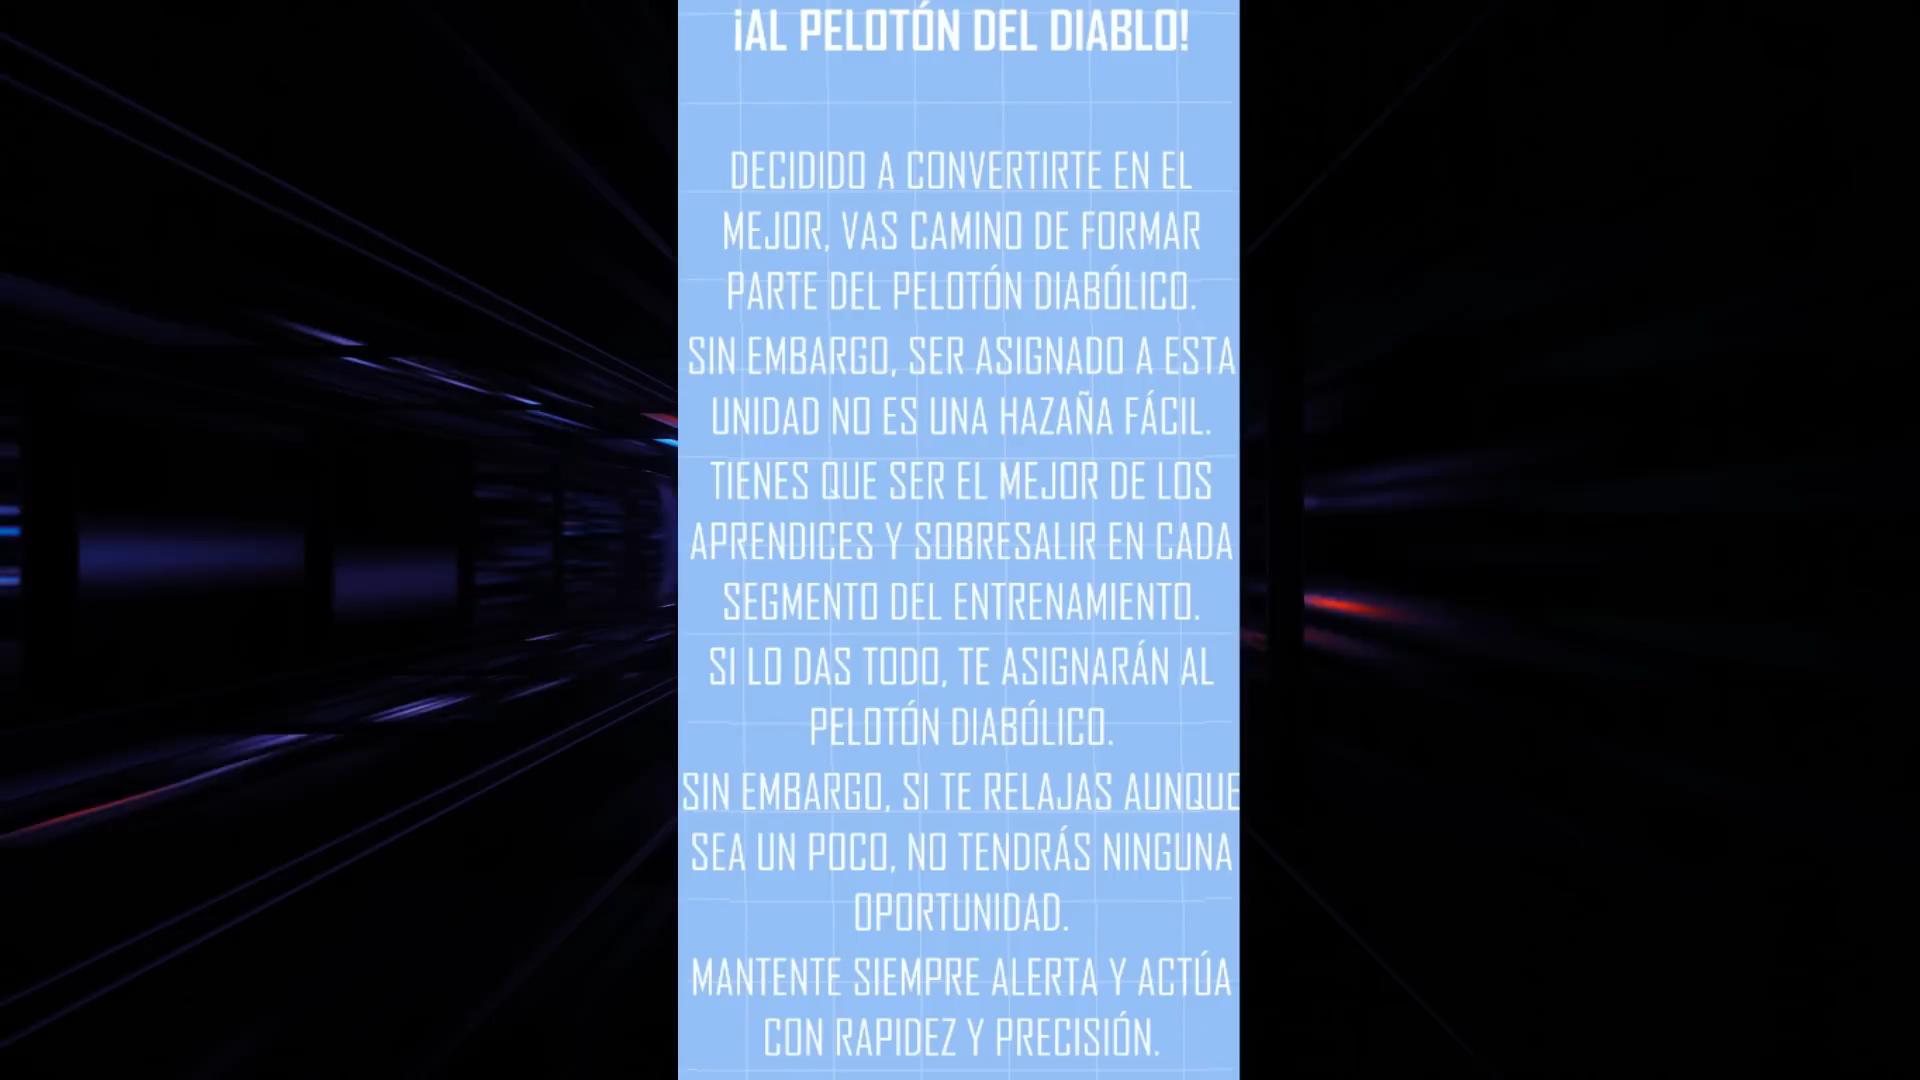 ¡AL PELOTÓN DEL DIABLO!
DECIDIDO A CONVERTIRTE EN EL
MEJOR, VAS CAMINO DE FORMAR
PARTE DEL PELOTÓN DIABÓLICO.
SIN EMBARGO, SER ASIGNADO A ESTA
UNIDAD NO ES UNA HAZAÑA FÁCIL.
TIENES QUE SER EL MEJOR DE LOS
APRENDICES Y SOBRESALIR EN CADA
SEGMENTO DEL ENTRENAMIENTO.
SI LO DAS TODO, TE ASIGNARÁN AL
PELOTÓN DIABÓLICO.
SIN EMBARGO, SI TE RELAJAS AUNQUE
SEA UN POCO, NO TENDRÁS NINGUNA
OPORTUNIDAD.
MANTENTE SIEMPRE ALERTA Y ACTÚA
CON RAPIDEZ Y PRECISIÓN.